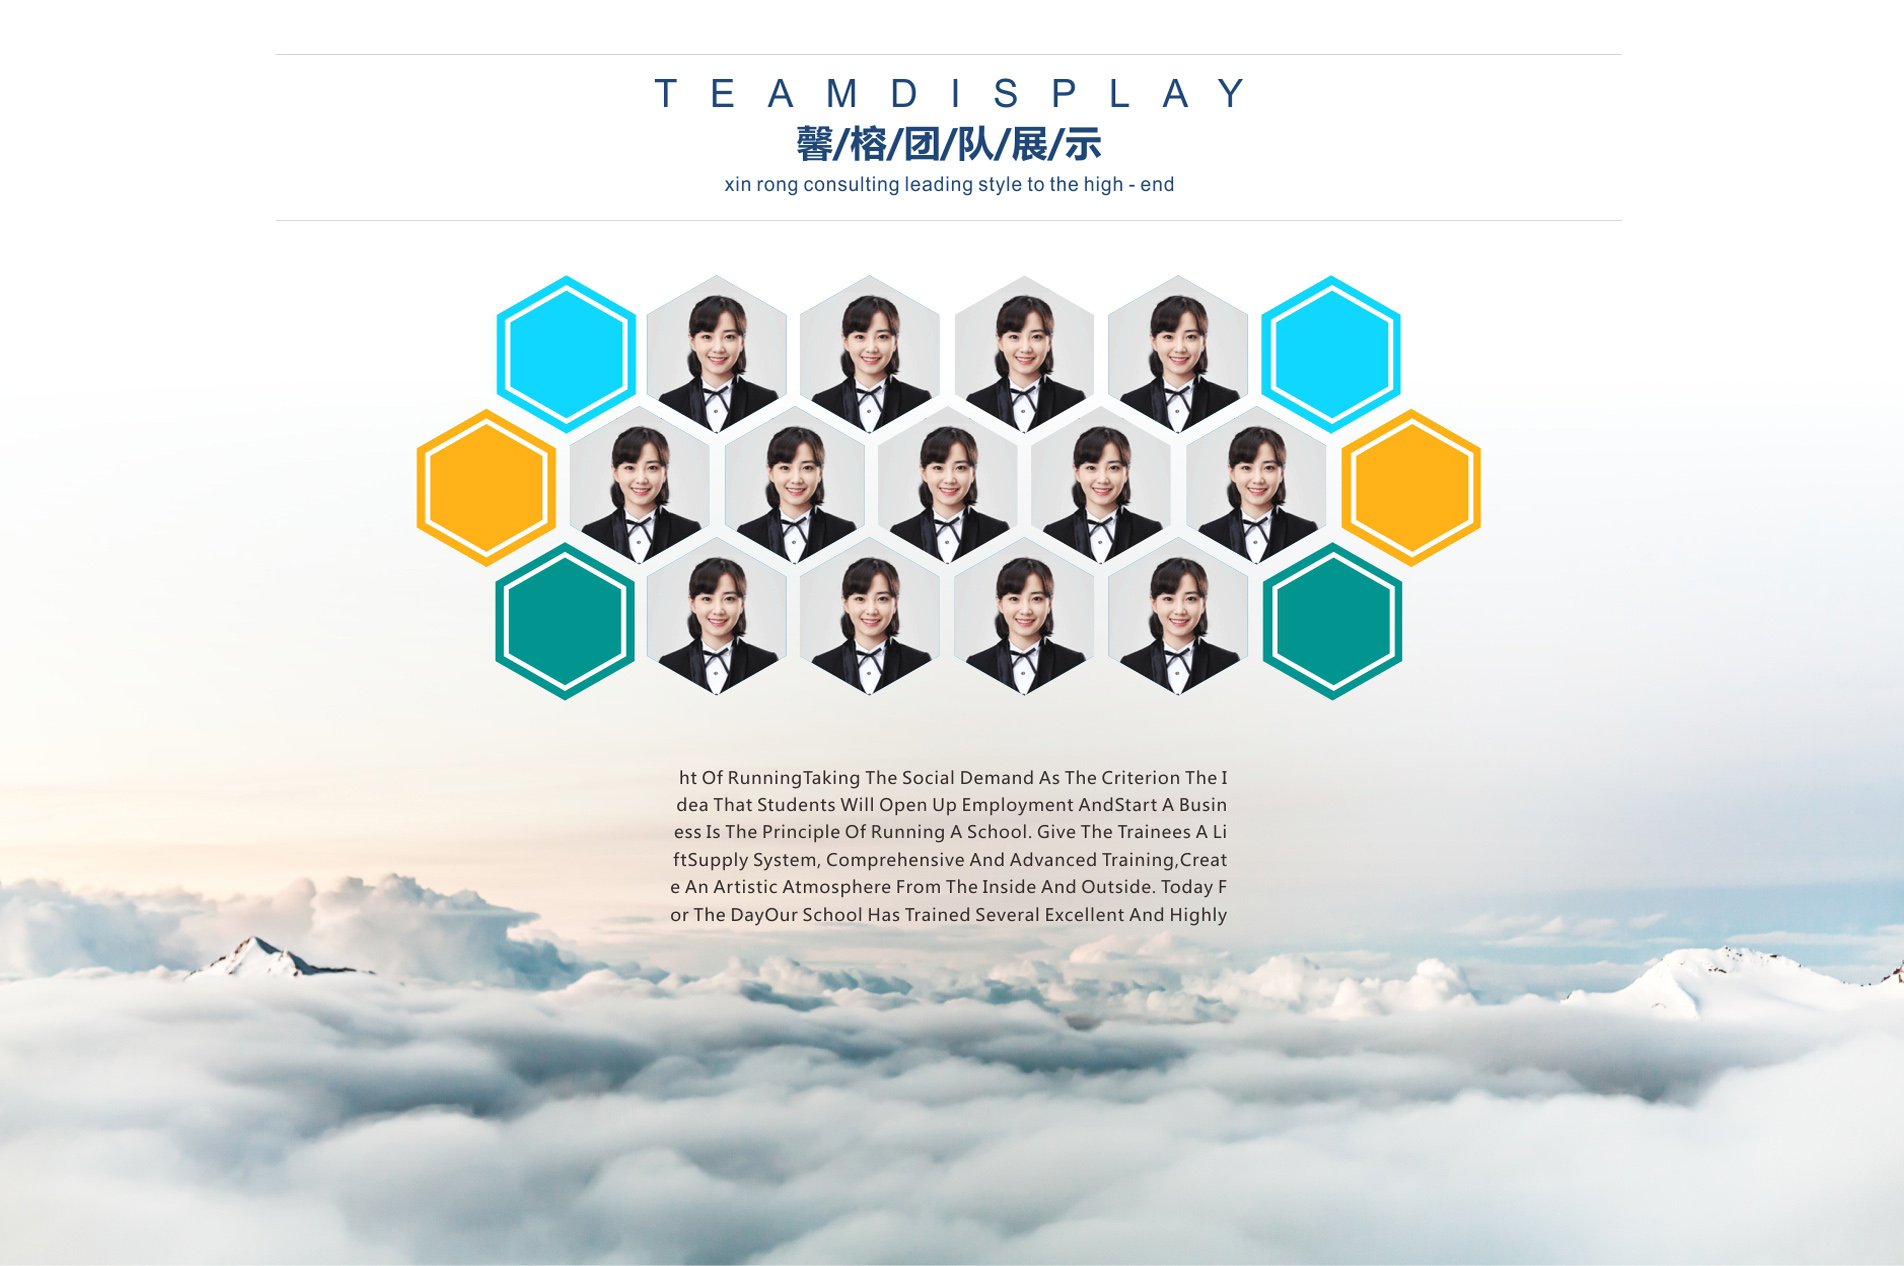 TEAMDISPLAY
馨/榕/团/队/展/示
xin rong consulting leading style to the high - end
ht Of RunningTaking The Social Demand As The Criterion The I
dea That Students Will Open Up Employment AndStart A Busin
ess Is The Principle Of Running A School. Give The Trainees A Li
ftSupply System, Comprehensive And Advanced Training,Creat
e An Artistic Atmosphere From The Inside And Outside. Today F
or The DayOur School Has Trained Several Excellent And Highly